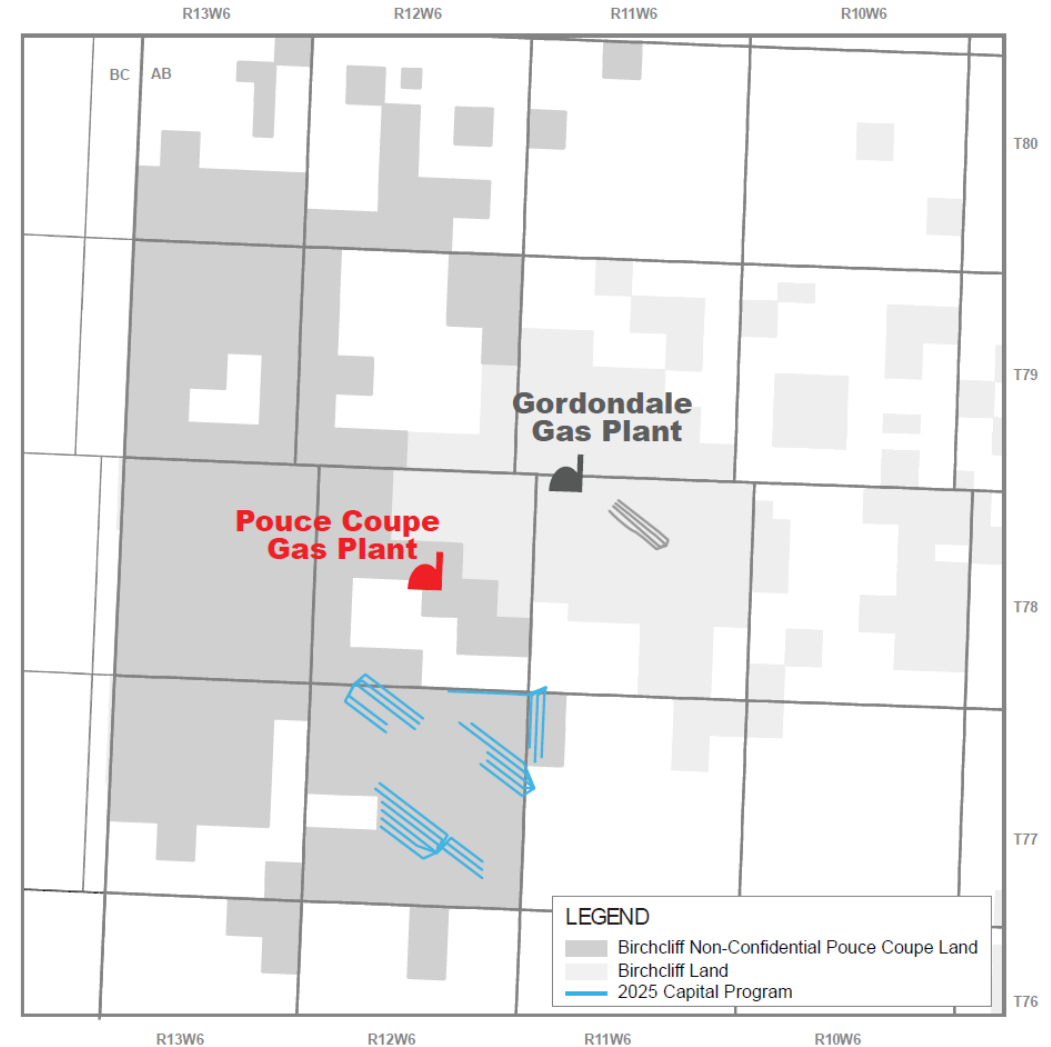 R13W6 R12W6 R11W6 R10W6
BC AB
T80
T79
Gordondale
Gas Plant
Pouce Coupe
Gas Plant
T78
T77
LEGEND
Birchcliff Non-Confidential Pouce Coupe Land
Birchcliff Land
2025 Capital Program
T76
R13W6 R12W6 R11W6 R10W6